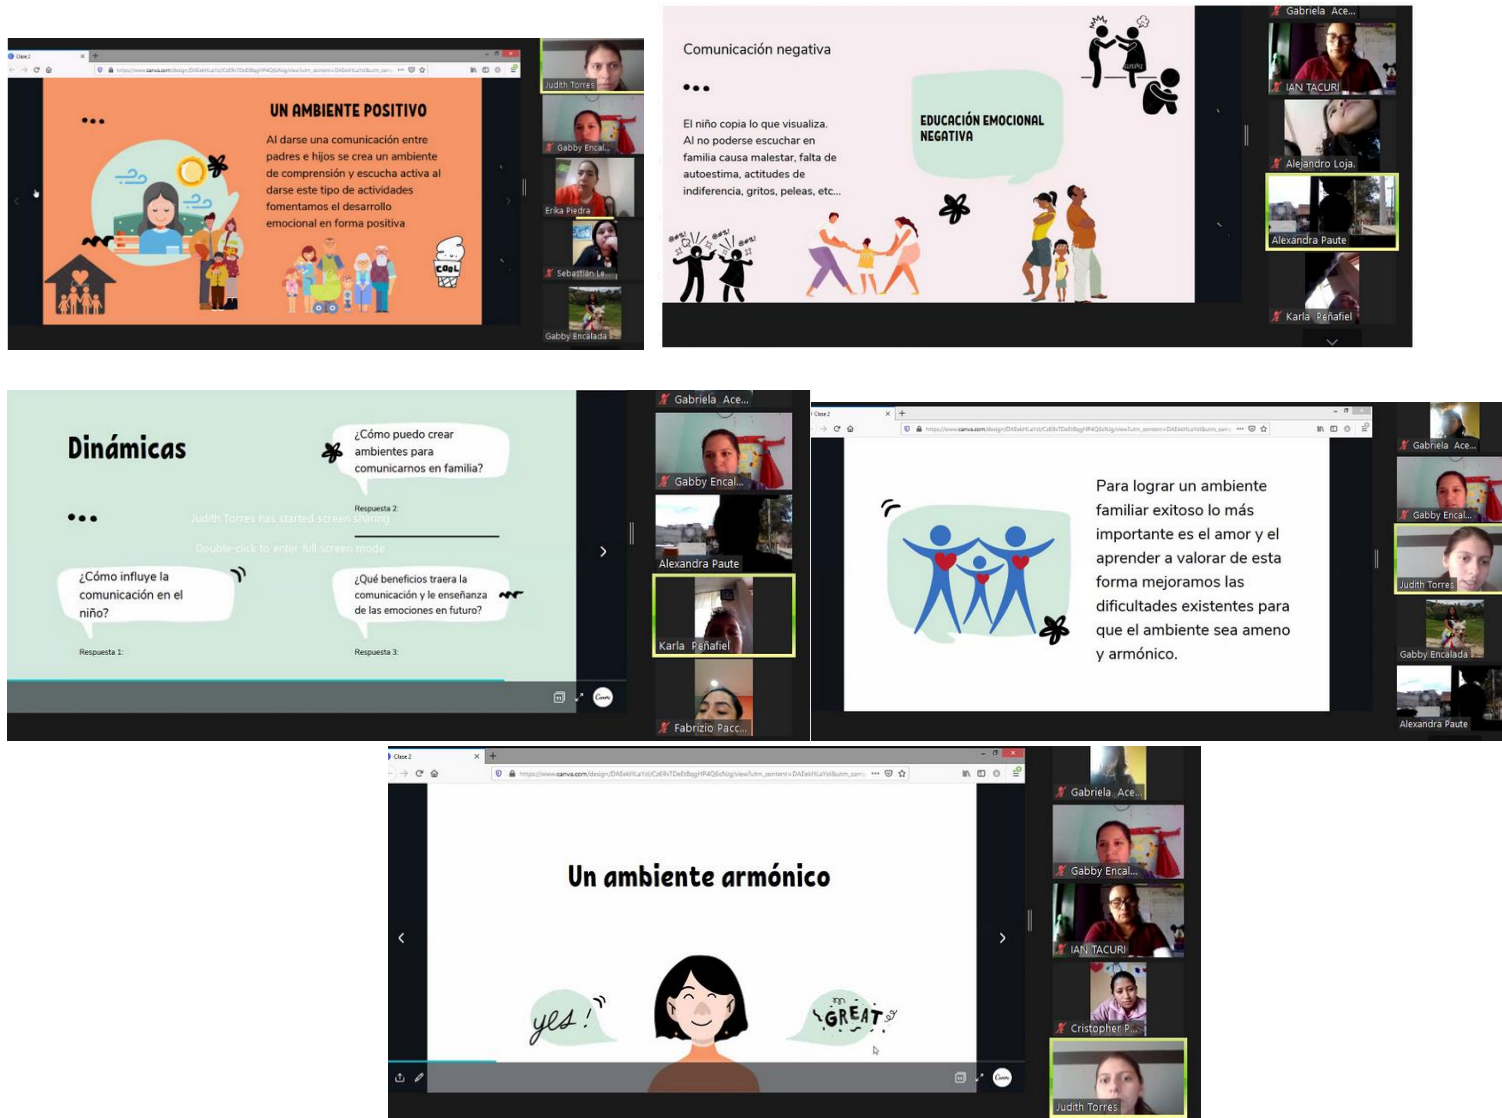 Clase 2
UN AMBIENTE POSITIVO
Al darse una comunicación entre
padres e hijos se crea un ambiente
de comprensión y escucha activa al
darse este tipo de actividades
fomentamos el desarrollo
emocional en forma positiva
COOL
Judith Torres
Gabby Encal...
Erika Piedra
Sebastián Le...
Gabby Encalada
Comunicación negativa
El niño copia lo que visualiza.
Al no poderse escuchar en
familia causa malestar, falta de
autoestima, actitudes de
indiferencia, gritos, peleas, etc...
EDUCACIÓN EMOCIONAL
NEGATIVA
Gabriela Ace...
IAN TACURI
Alejandro Loja.
Alexandra Paute
Karla Peñafiel
Dinámicas
¿Cómo puedo crear
ambientes para
comunicarnos en familia?
Respuesta 2:
Judith Torres has started screen sharing
Double-click to enter full screen mode
¿Cómo influye la
comunicación en el
niño?
Respuesta 1:
¿Qué beneficios traera la
comunicación y le enseñanza
de las emociones en futuro?
Respuesta 3:
Canva
Gabriela Ace...
Gabby Encal...
Alexandra Paute
Karla Peñafiel
Fabrizio Pacc...
Clase 2
Para lograr un ambiente
familiar exitoso lo más
importante es el amor y el
aprender a valorar de esta
forma mejoramos las
dificultades existentes para
que el ambiente sea ameno
y armónico.
Gabriela Ace...
Gabby Encal...
Judith Torres
Gabby Encalada
Alexandra Paute
Clase 2
Un ambiente armónico
yes!
GREAT
Canva
Gabriela Ace...
Gabby Encal...
IAN TACURI
Cristopher P...
Judith Torres